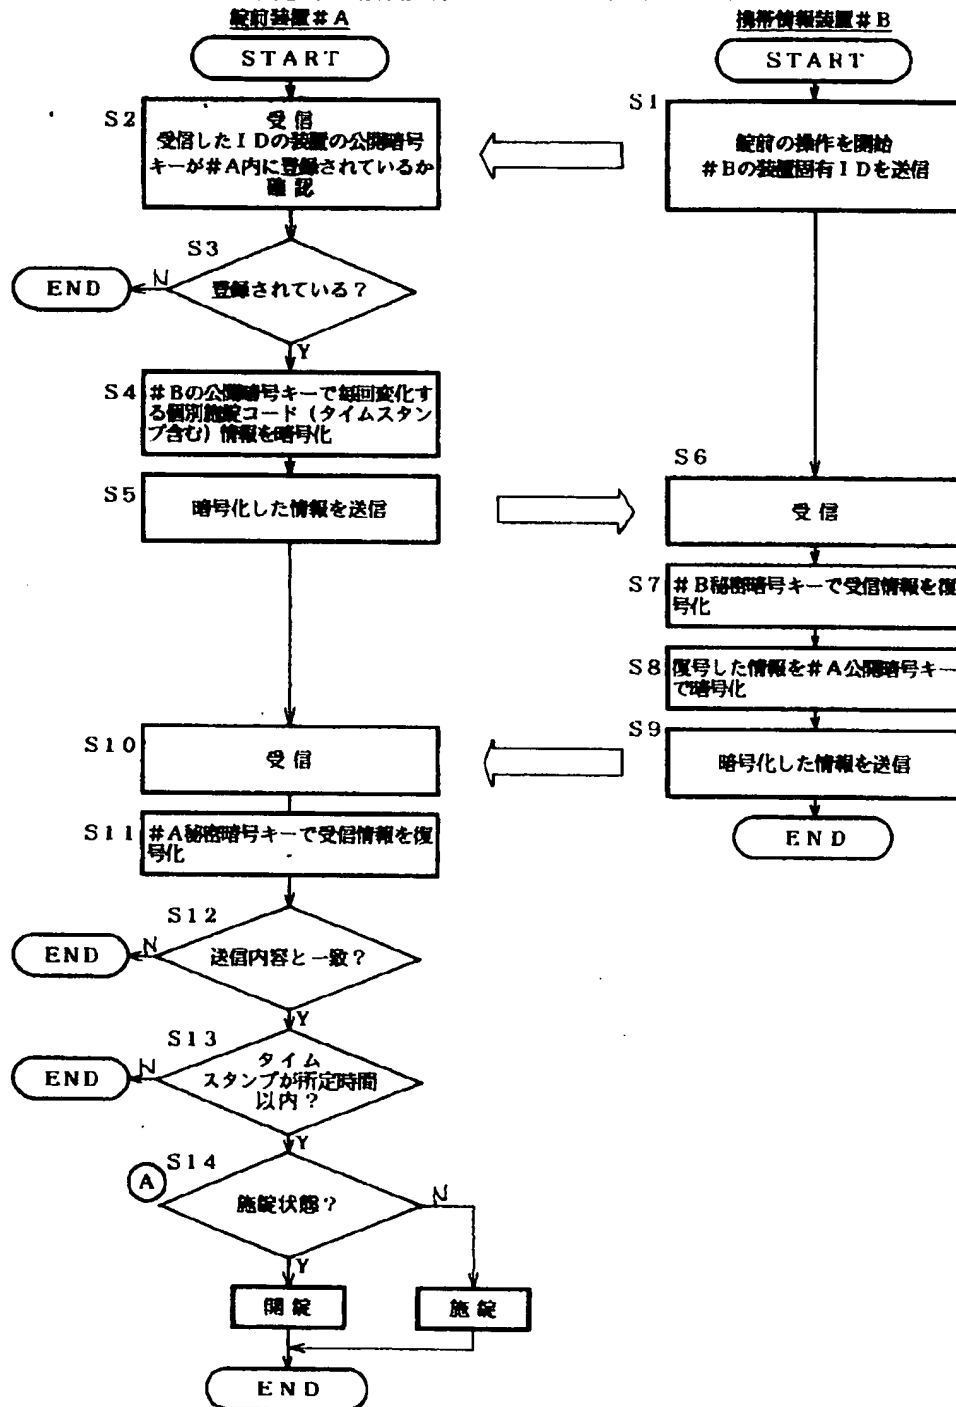 錠前装置#A
START
S2
受信
受信したIDの装置の公開暗号
キーが#A内に登録されているか
確認
S3
登録されている?
N
END
Y
S4
#Bの公開暗号キーで毎回変化す
る個別施錠コード(タイムスタン
プ含む)情報を暗号化
S5
暗号化した情報を送信
S10
受信
S11
#A秘密暗号キーで受信情報を復
号化
S12
送信内容と一致?
N
END
Y
S13
タイム
スタンプが所定時間
以内?
N
END
Y
S14
A
施錠状態?
N
Y
開錠
施錠
END
携帯情報装置#B
START
S1
錠前の操作を開始
#Bの装置固有IDを送信
S6
受信
S7
#B秘密暗号キーで受信情報を復
号化
S8
復号した情報を#A公開暗号キー
で暗号化
S9
暗号化した情報を送信
END